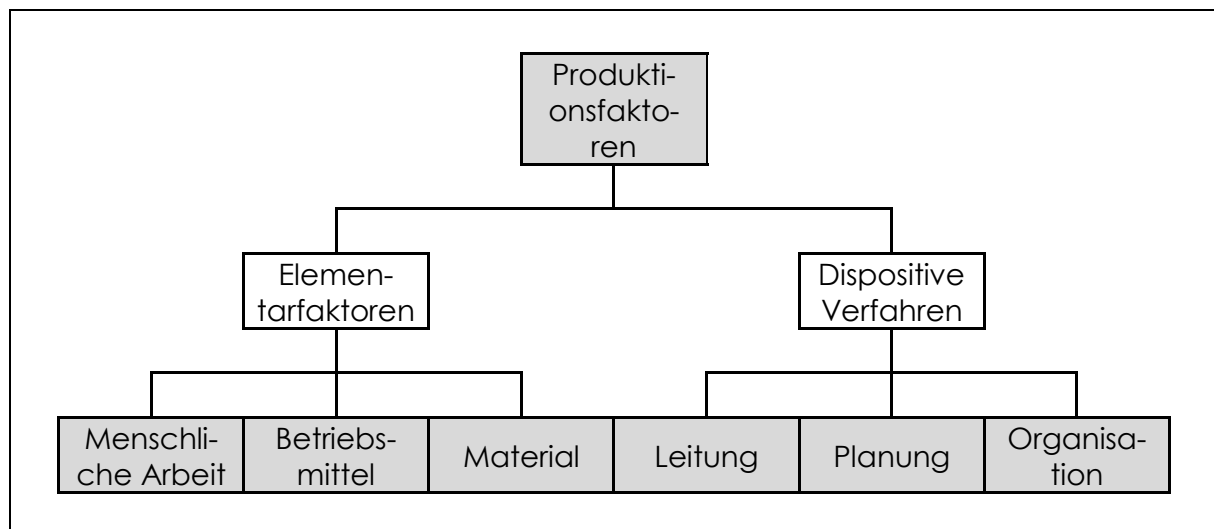 Produkti-
onsfakto-
ren
Elemen-
tarfaktoren
Dispositive
Verfahren
Menschli-
che Arbeit
Betriebs-
mittel
Material
Leitung
Planung
Organisa-
tion